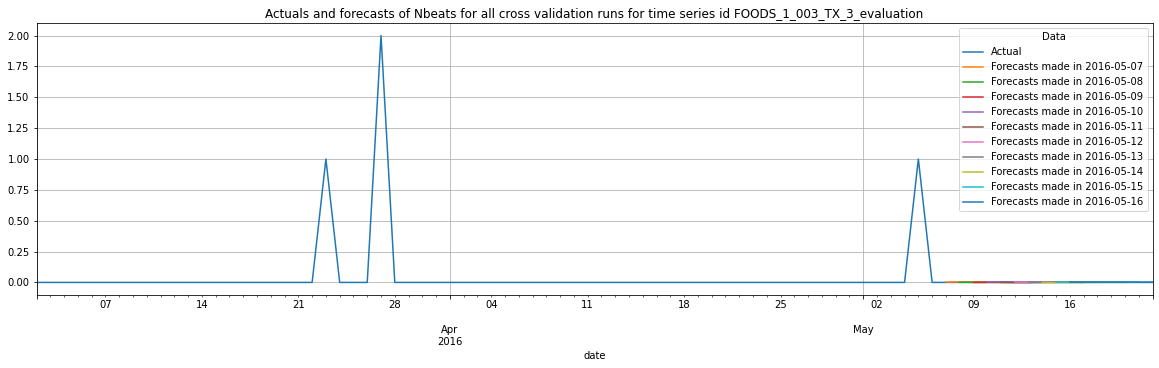 Actuals and forecasts of Nbeats for all cross validation runs for time series id FOODS_1_003_TX_3_evaluation
Data
Actual
Forecasts made in 2016-05-07
Forecasts made in 2016-05-08
Forecasts made in 2016-05-09
Forecasts made in 2016-05-10
Forecasts made in 2016-05-11
Forecasts made in 2016-05-12
Forecasts made in 2016-05-13
Forecasts made in 2016-05-14
Forecasts made in 2016-05-15
Forecasts made in 2016-05-16
2.00
1.75
1.50
1.25
1.00
0.75
0.50
0.25
0.00
07 14 21 28 04 11 18 25 02 09 16
Apr May
2016
date